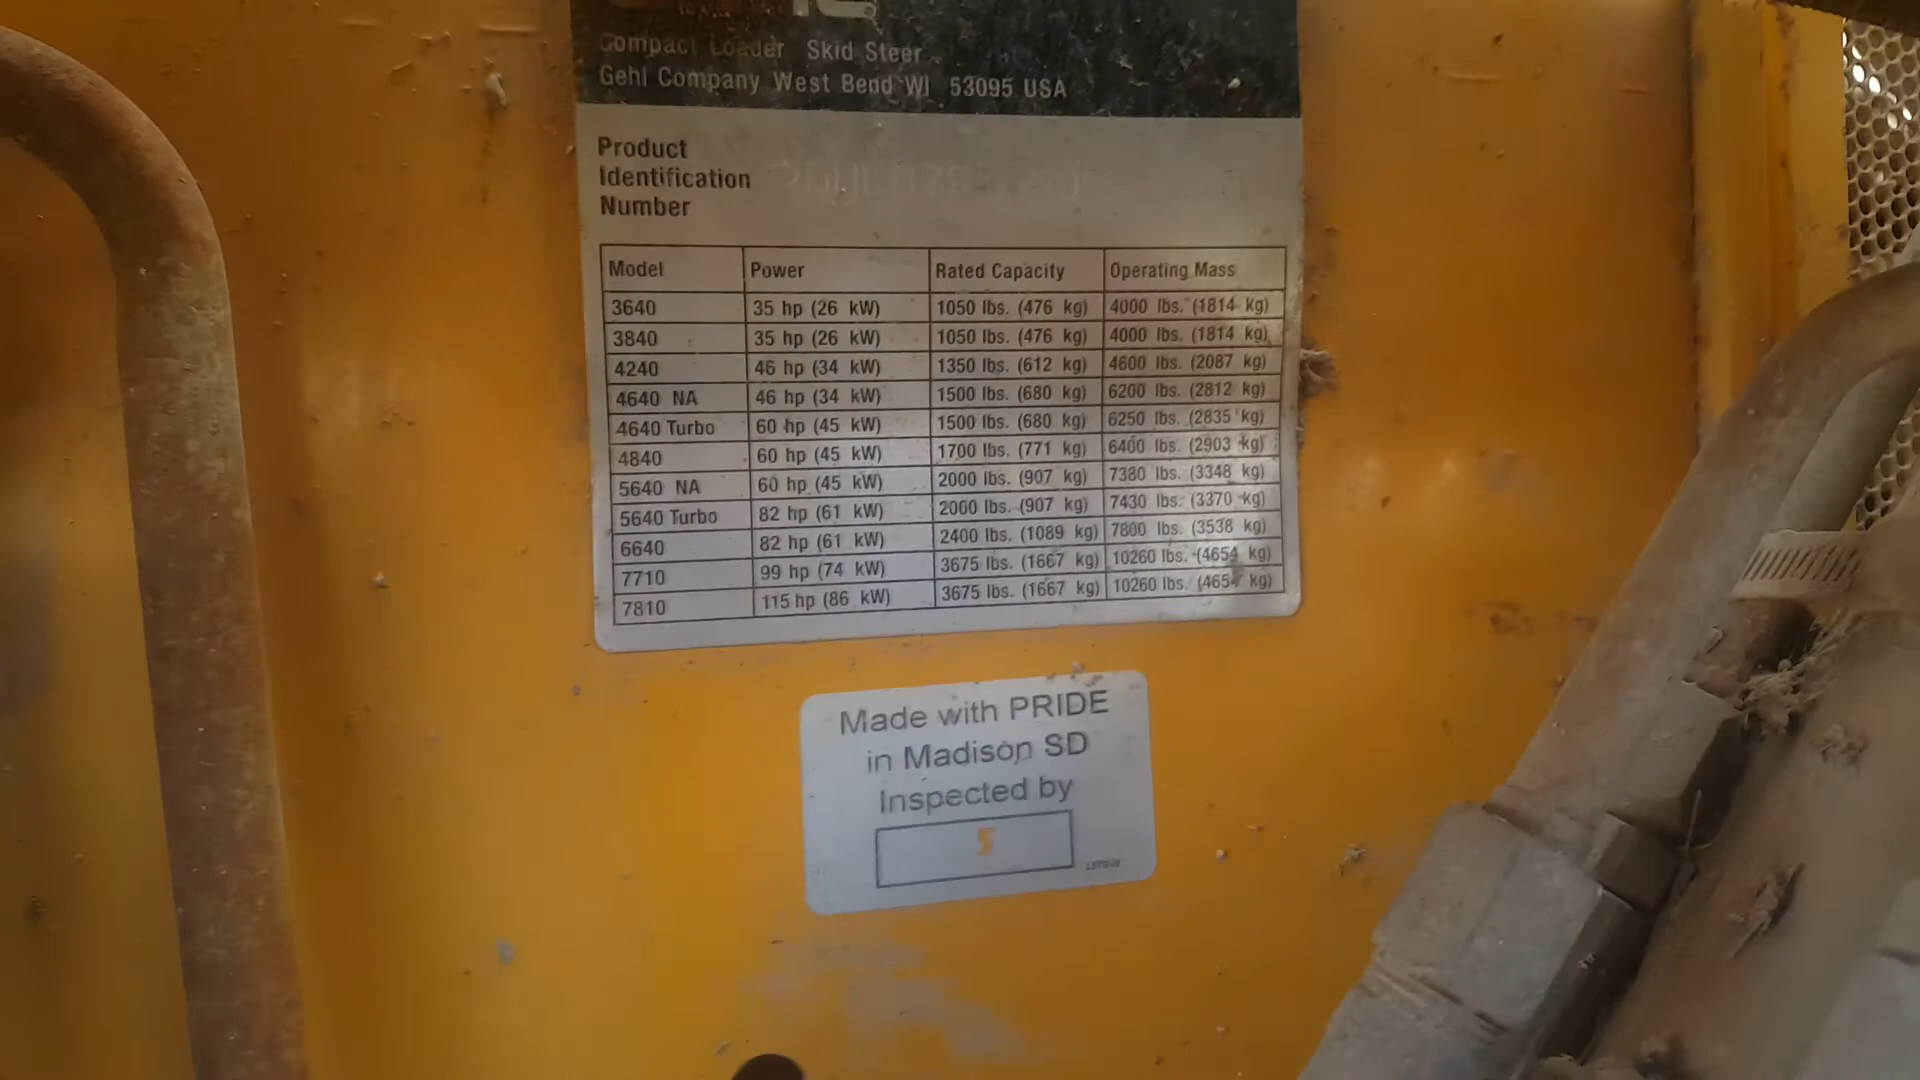 Compact Loader Skid Steer
Gehl Company West Bend WI 53095 USA
Product
Identification
Number
Model Power Rated Capacity Operating Mass
3640 35 hp (26 kW) 1050 lbs. (476 kg) 4000 lbs. (1814 kg)
3840 35 hp (26 kW) 1050 lbs. (476 kg) 4000 lbs. (1814 kg)
4240 46 hp (34 kW) 1350 lbs. (612 kg) 4600 lbs. (2087 kg)
4640 NA 46 hp (34 kW) 1500 lbs. (680 kg) 6200 lbs. (2812 kg)
4640 Turbo 60 hp (45 kW) 1500 lbs. (680 kg) 6250 lbs. (2835 kg)
4840 60 hp (45 kW) 1700 lbs. (771 kg) 6400 lbs. (2903 kg)
5640 NA 60 hp (45 kW) 2000 lbs. (907 kg) 7380 lbs. (3348 kg)
5640 Turbo 82 hp (61 kW) 2000 lbs. (907 kg) 7430 lbs. (3370 kg)
6640 82 hp (61 kW) 2400 lbs. (1089 kg) 7800 lbs. (3538 kg)
7710 99 hp (74 kW) 3675 lbs. (1667 kg) 10260 lbs. (4654 kg)
7810 115 hp (86 kW) 3675 lbs. (1667 kg) 10260 lbs. (4654 kg)
Made with PRIDE
in Madison SD
Inspected by
5